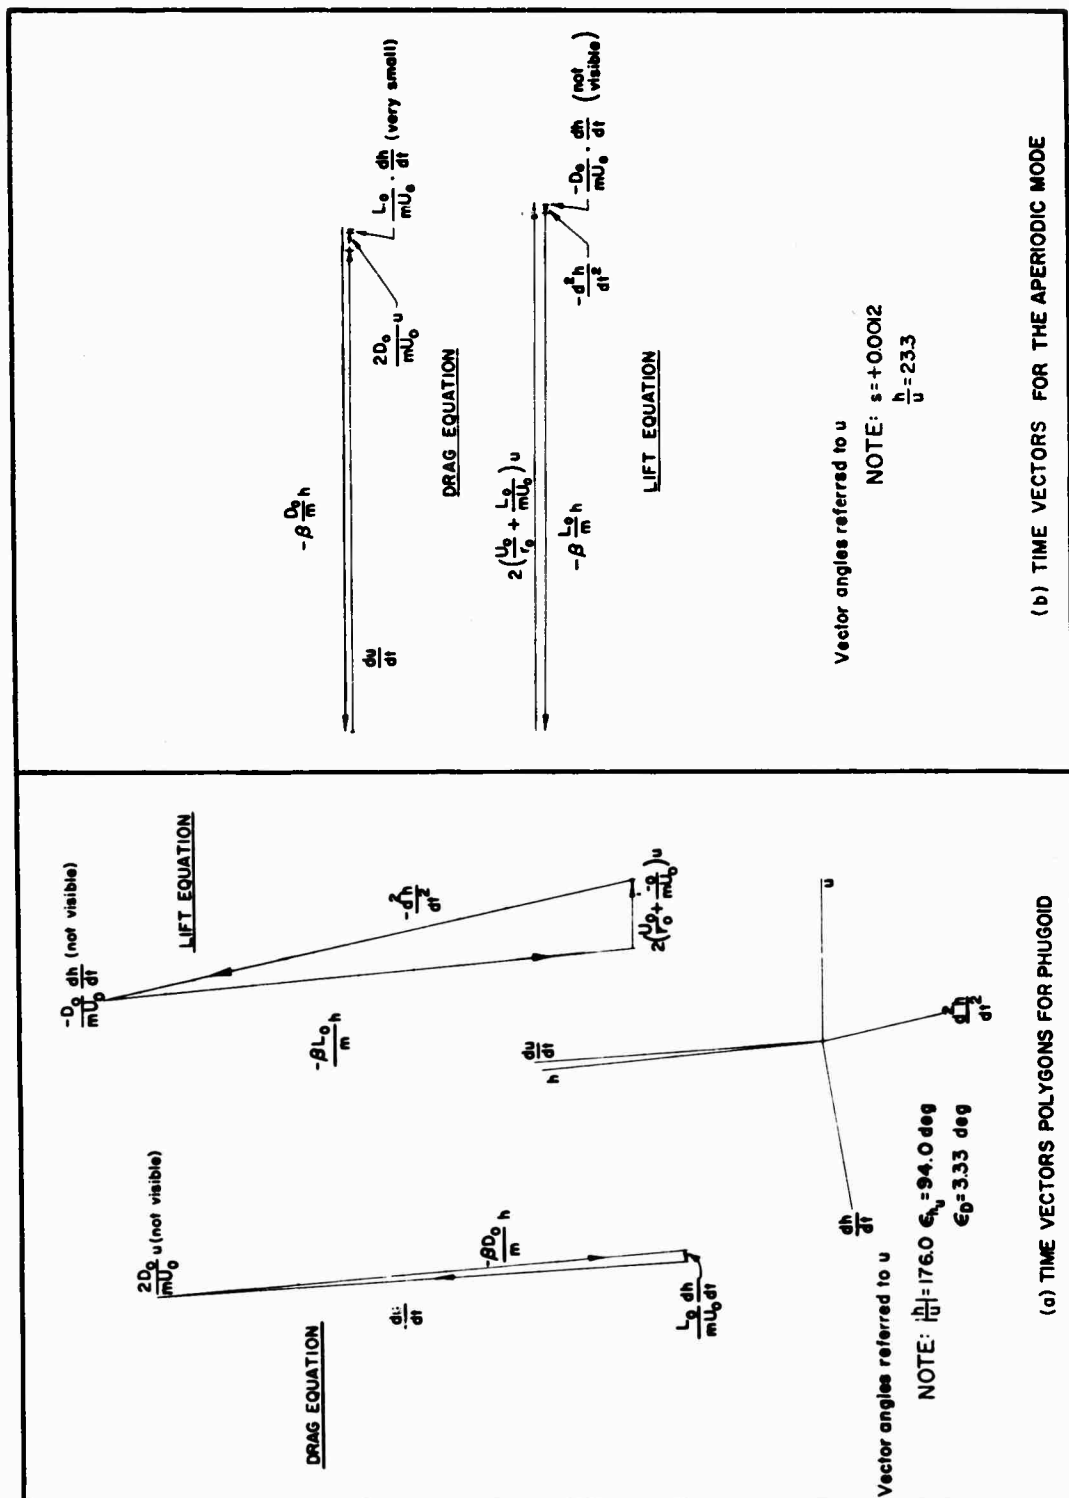 -D₀/mU₀ dh/dt (not visible)
LIFT EQUATION
-d²h/dt²
-βL₀/m h
2(U₀/r₀ + L₀/mU₀)u
2D₀/mU₀ u (not visible)
DRAG EQUATION
du/dt
-βD₀/m h
L₀/mU₀ dh/dt
du/dt
h
u
dh/dt
d²h/dt²
Vector angles referred to u
NOTE: |h/u| = 176.0 ϵhᵤ = 94.0 deg
ϵD = 3.33 deg
(a) TIME VECTORS POLYGONS FOR PHUGOID
-β D₀/m h
du/dt
L₀/mU₀ · dh/dt (very small)
2D₀/mU₀ u
DRAG EQUATION
2(U₀/r₀ + L₀/mU₀)u
-β L₀/m h
-D₀/mU₀ · dh/dt (not visible)
-d²h/dt²
LIFT EQUATION
Vector angles referred to u
NOTE: s = +0.0012
h/u = 23.3
(b) TIME VECTORS FOR THE APERIODIC MODE